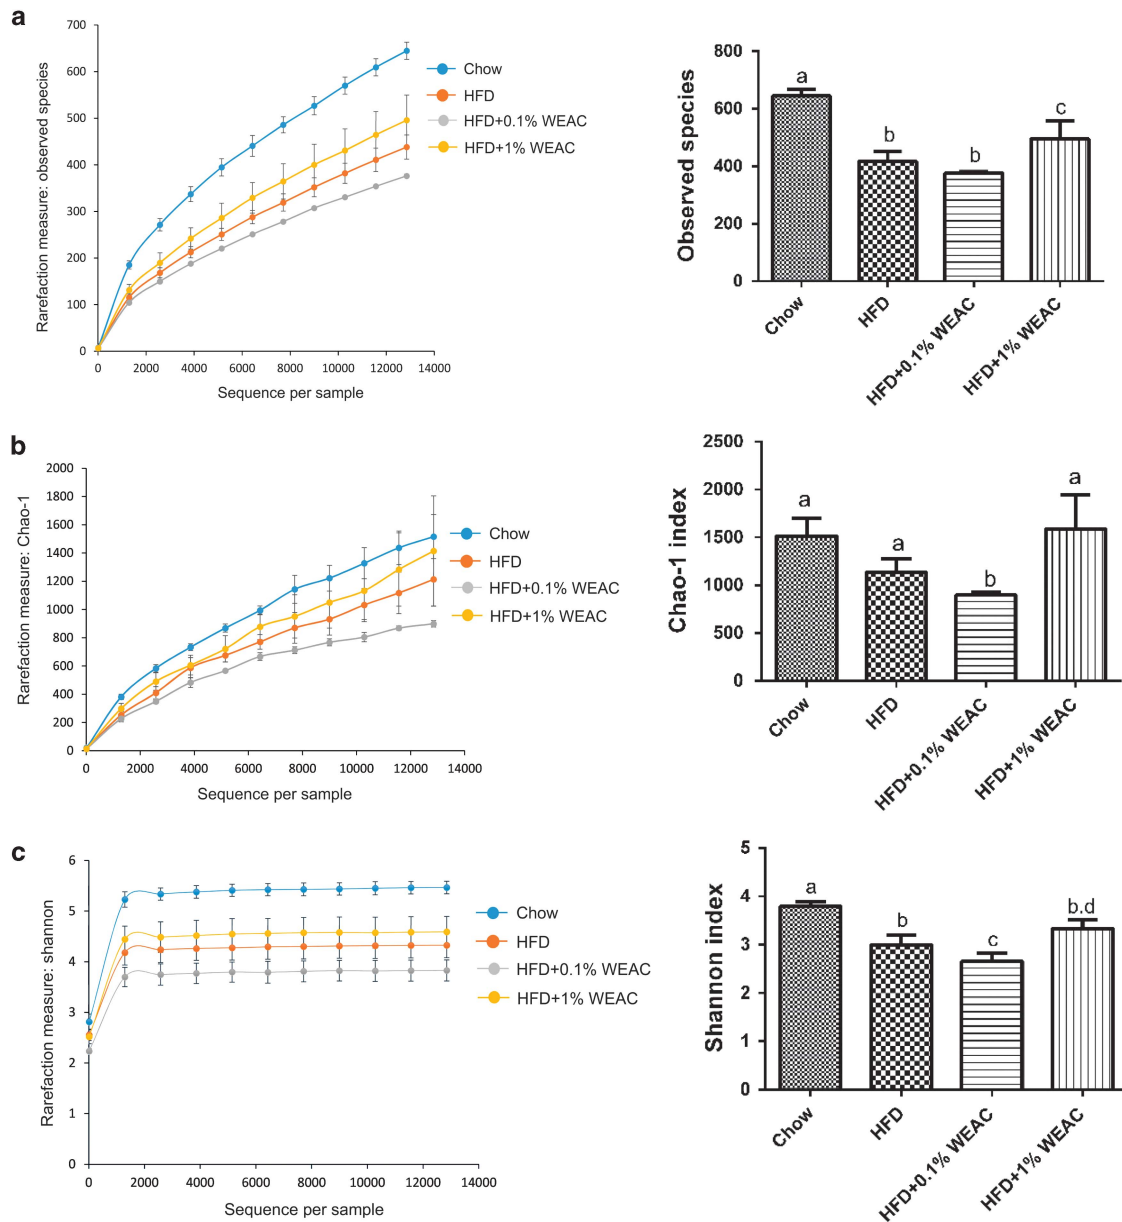 a
700
600
500
400
300
200
100
0
Rarefaction measure: observed species
0 2000 4000 6000 8000 10000 12000 14000
Sequence per sample
Chow
HFD
HFD+0.1% WEAC
HFD+1% WEAC
800
600
400
200
0
Observed species
a
b
b
c
Chow
HFD
HFD+0.1% WEAC
HFD+1% WEAC
b
2000
1800
1600
1400
1200
1000
800
600
400
200
0
Rarefaction measure: Chao-1
0 2000 4000 6000 8000 10000 12000 14000
Sequence per sample
Chow
HFD
HFD+0.1% WEAC
HFD+1% WEAC
2500
2000
1500
1000
500
0
Chao-1 index
a
a
b
a
Chow
HFD
HFD+0.1% WEAC
HFD+1% WEAC
c
6
5
4
3
2
1
0
Rarefaction measure: shannon
0 2000 4000 6000 8000 10000 12000 14000
Sequence per sample
Chow
HFD
HFD+0.1% WEAC
HFD+1% WEAC
5
4
3
2
1
0
Shannon index
a
b
c
b.d
Chow
HFD
HFD+0.1% WEAC
HFD+1% WEAC